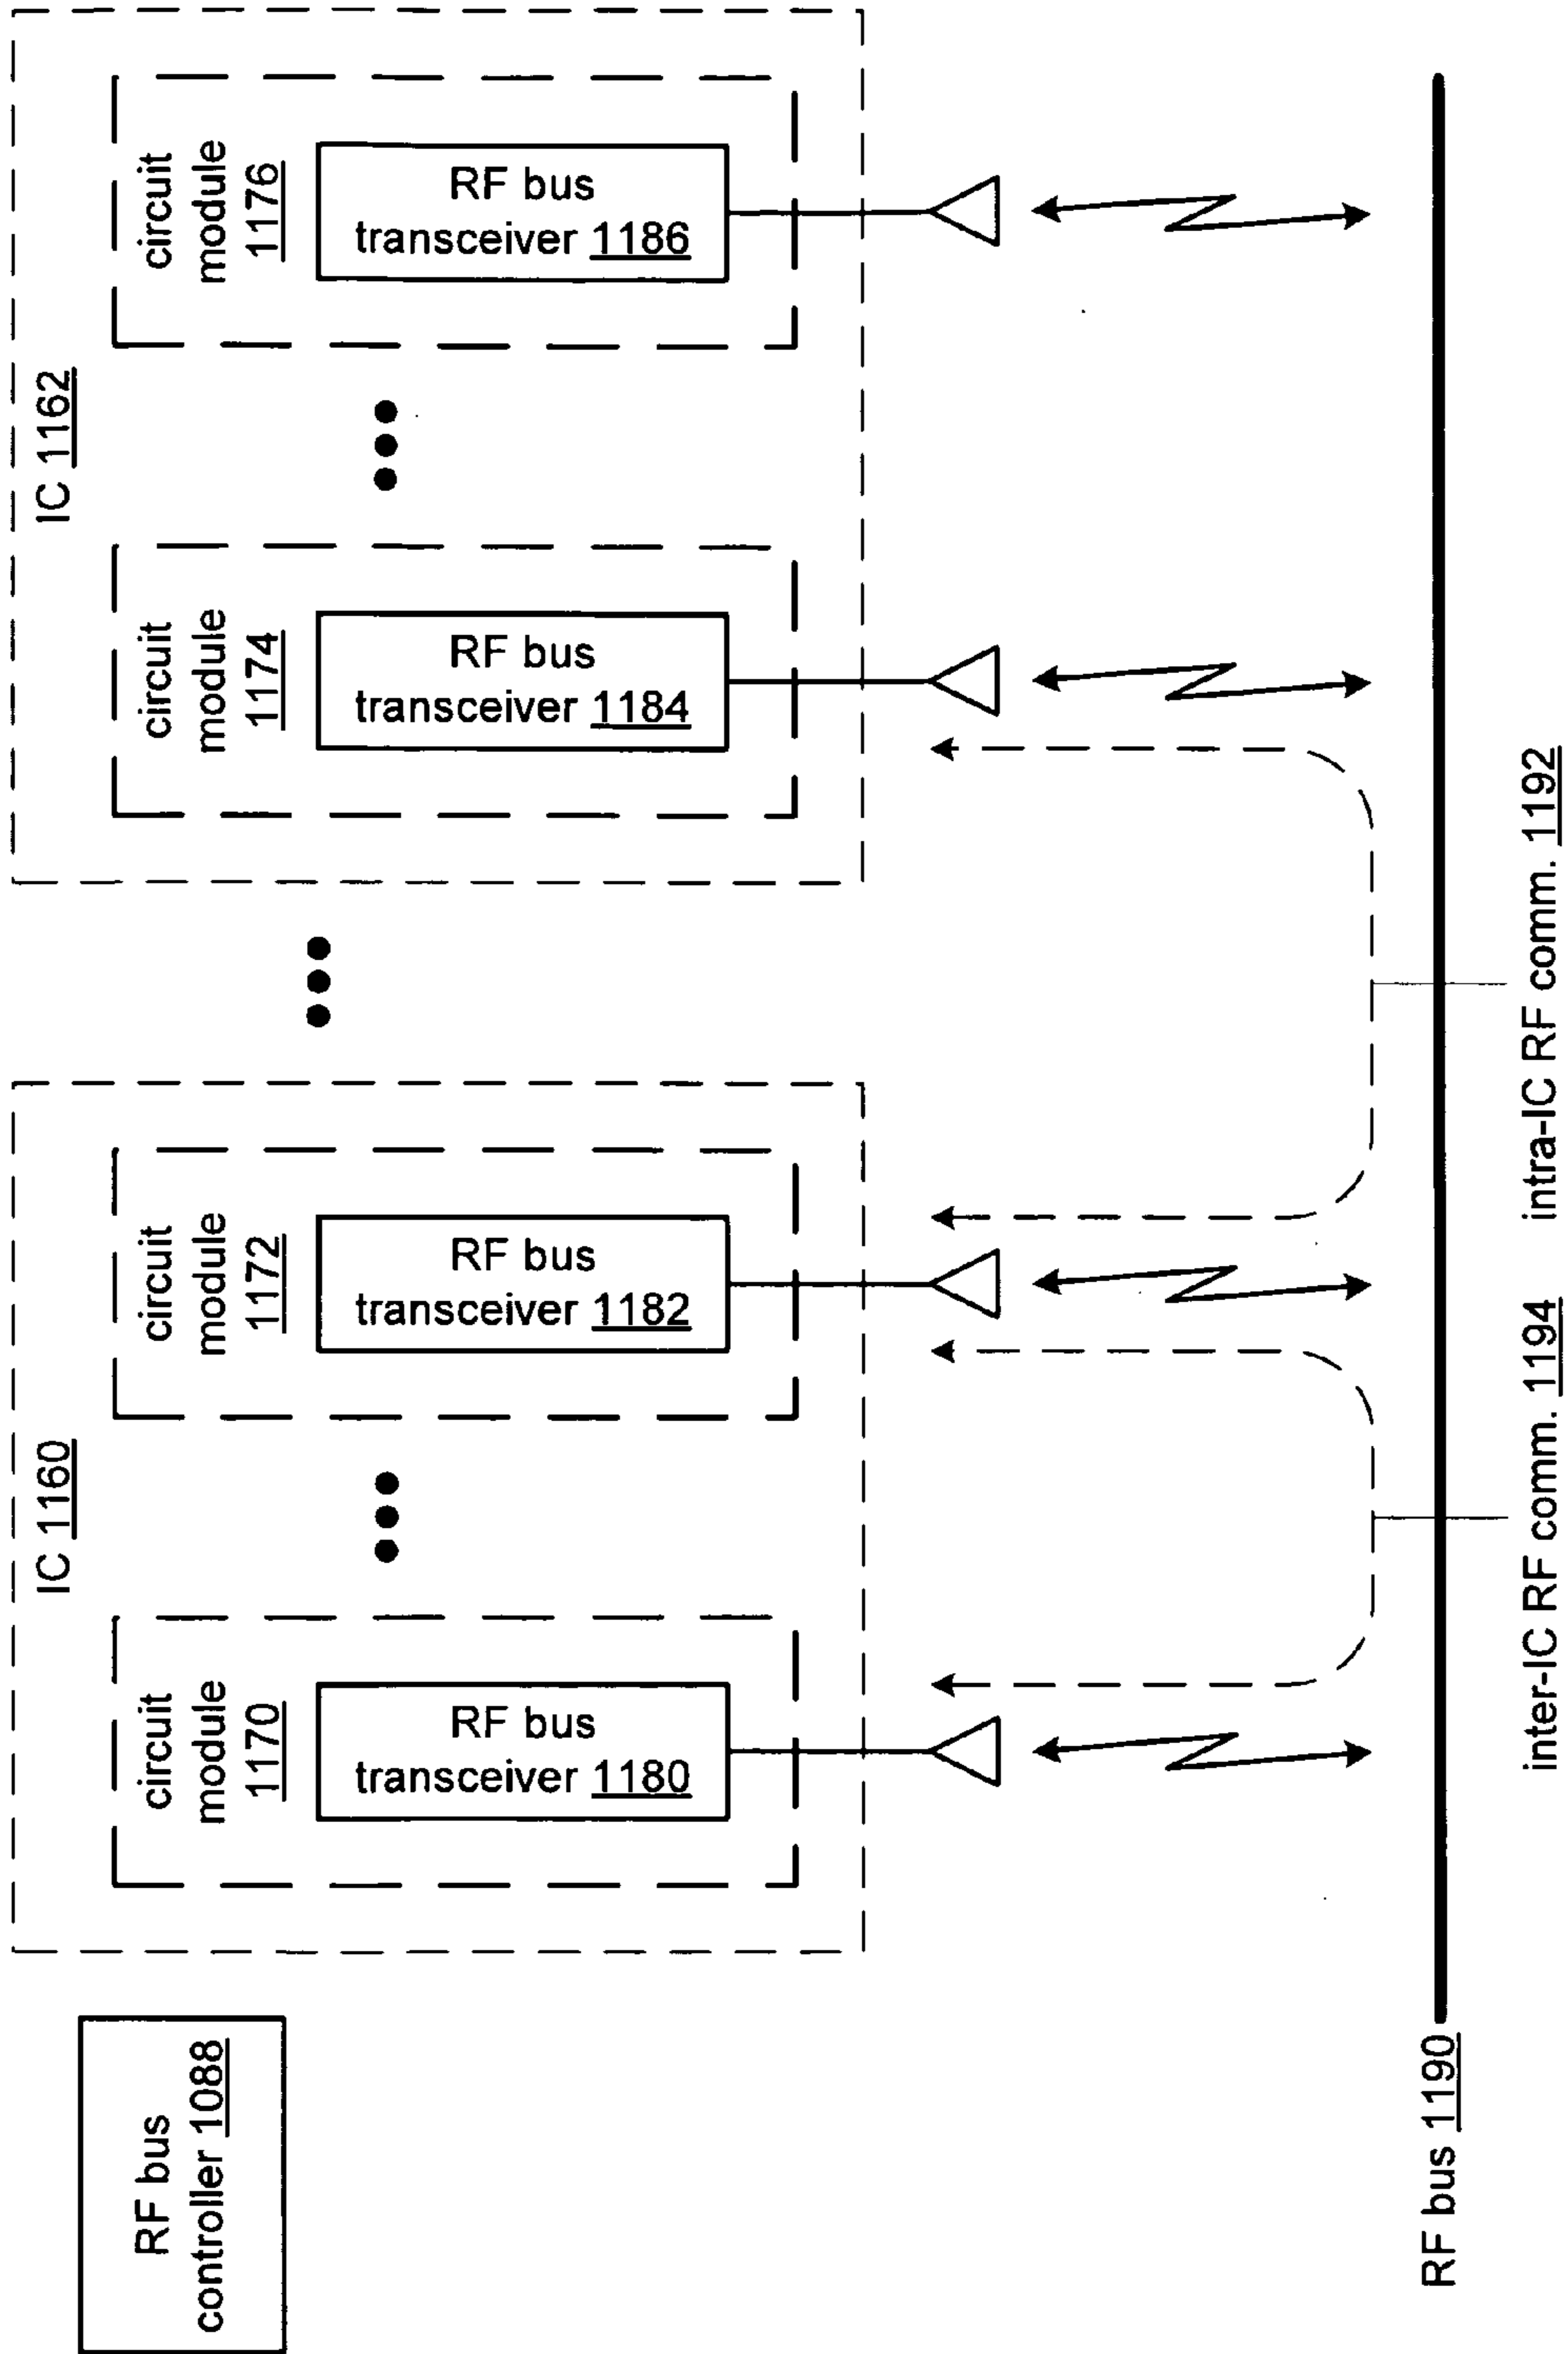 RF bus
controller 1088
IC 1160
circuit
module
1170
RF bus
transceiver 1180
circuit
module
1172
RF bus
transceiver 1182
IC 1162
circuit
module
1174
RF bus
transceiver 1184
circuit
module
1176
RF bus
transceiver 1186
RF bus 1190
inter-IC RF comm. 1194
intra-IC RF comm. 1192